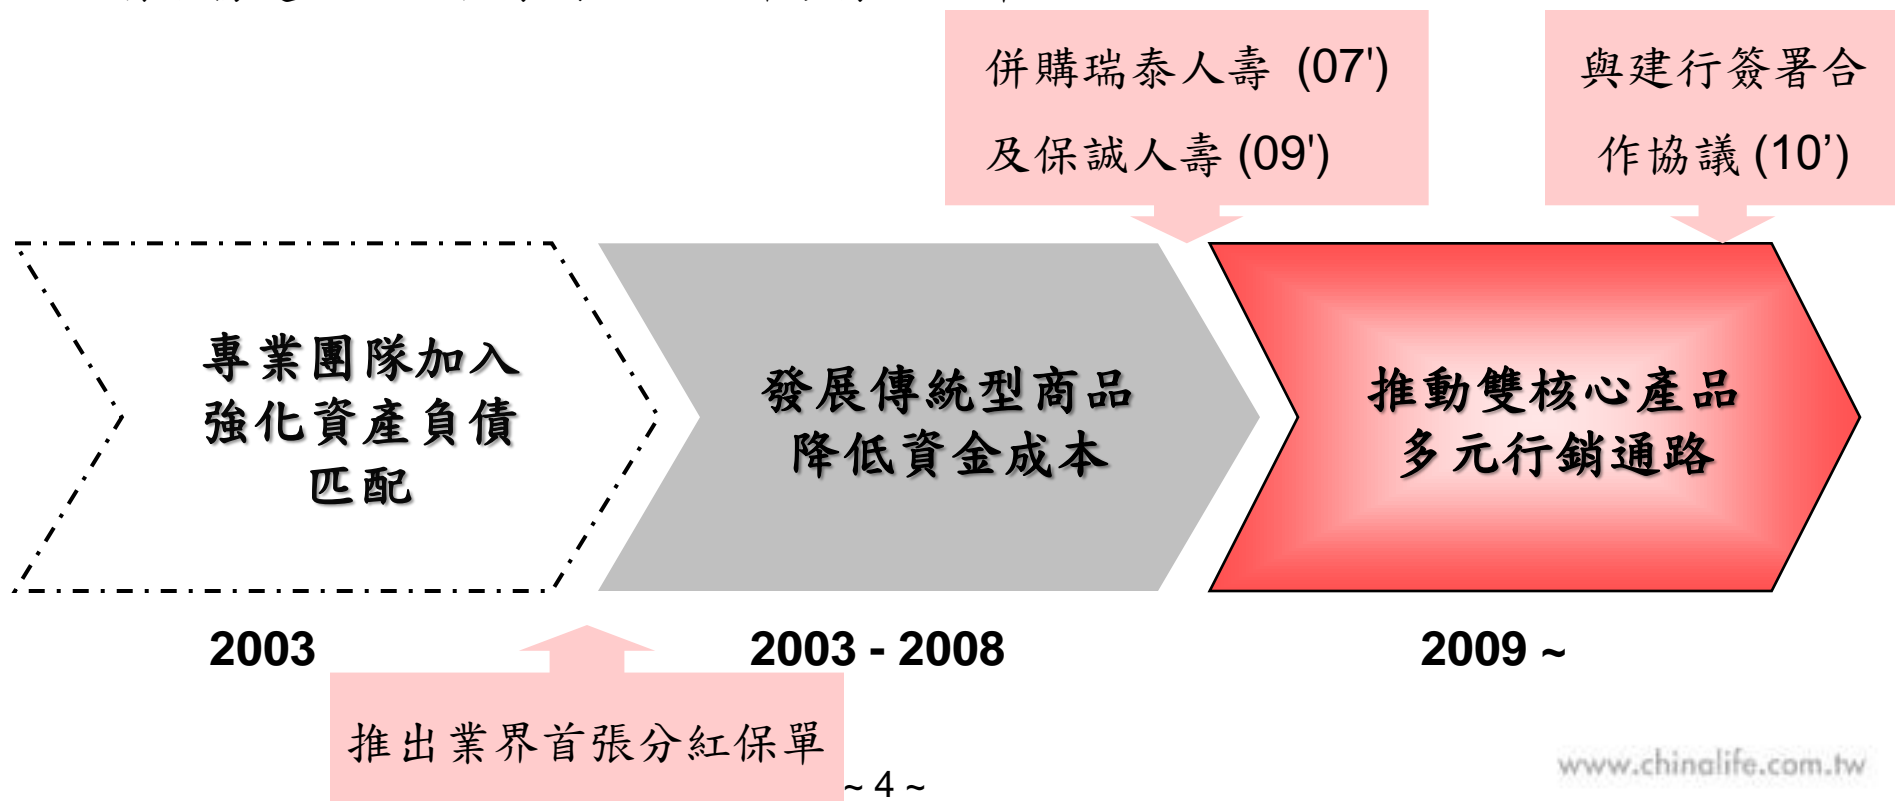 併購瑞泰人壽 (07')
及保誠人壽 (09')
與建行簽署合
作協議 (10’)
專業團隊加入
強化資產負債
匹配
發展傳統型商品
降低資金成本
推動雙核心產品
多元行銷通路
2003
2003 - 2008
2009 ~
推出業界首張分紅保單
~ 4 ~
www.chinalife.com.tw